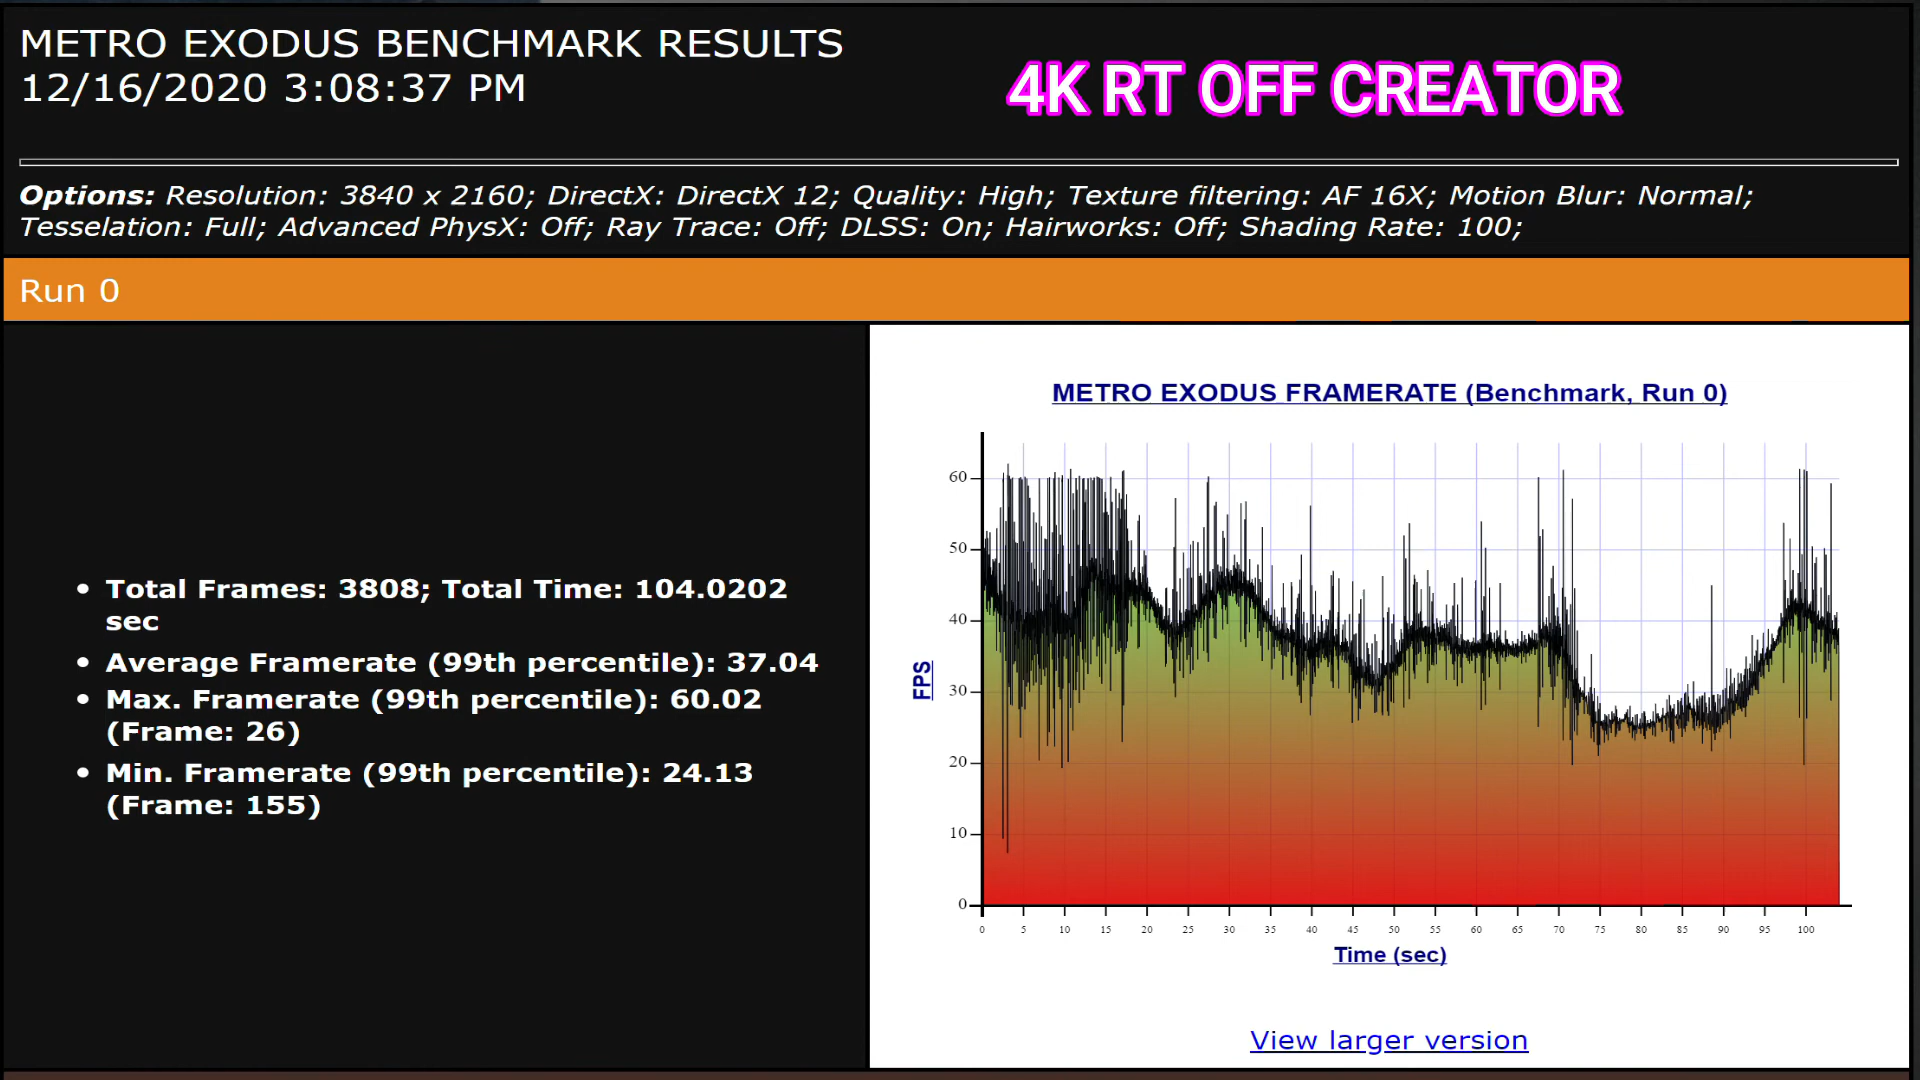 METRO EXODUS BENCHMARK RESULTS
12/16/2020 3:08:37 PM
4K RT OFF CREATOR
Options: Resolution: 3840 x 2160; DirectX: DirectX 12; Quality: High; Texture filtering: AF 16X; Motion Blur: Normal;
Tesselation: Full; Advanced PhysX: Off; Ray Trace: Off; DLSS: On; Hairworks: Off; Shading Rate: 100;
Run 0
• Total Frames: 3808; Total Time: 104.0202
sec
• Average Framerate (99th percentile): 37.04
• Max. Framerate (99th percentile): 60.02
(Frame: 26)
• Min. Framerate (99th percentile): 24.13
(Frame: 155)
METRO EXODUS FRAMERATE (Benchmark, Run 0)
60
50
40
30
20
10
0
FPS
0 5 10 15 20 25 30 35 40 45 50 55 60 65 70 75 80 85 90 95 100
Time (sec)
View larger version